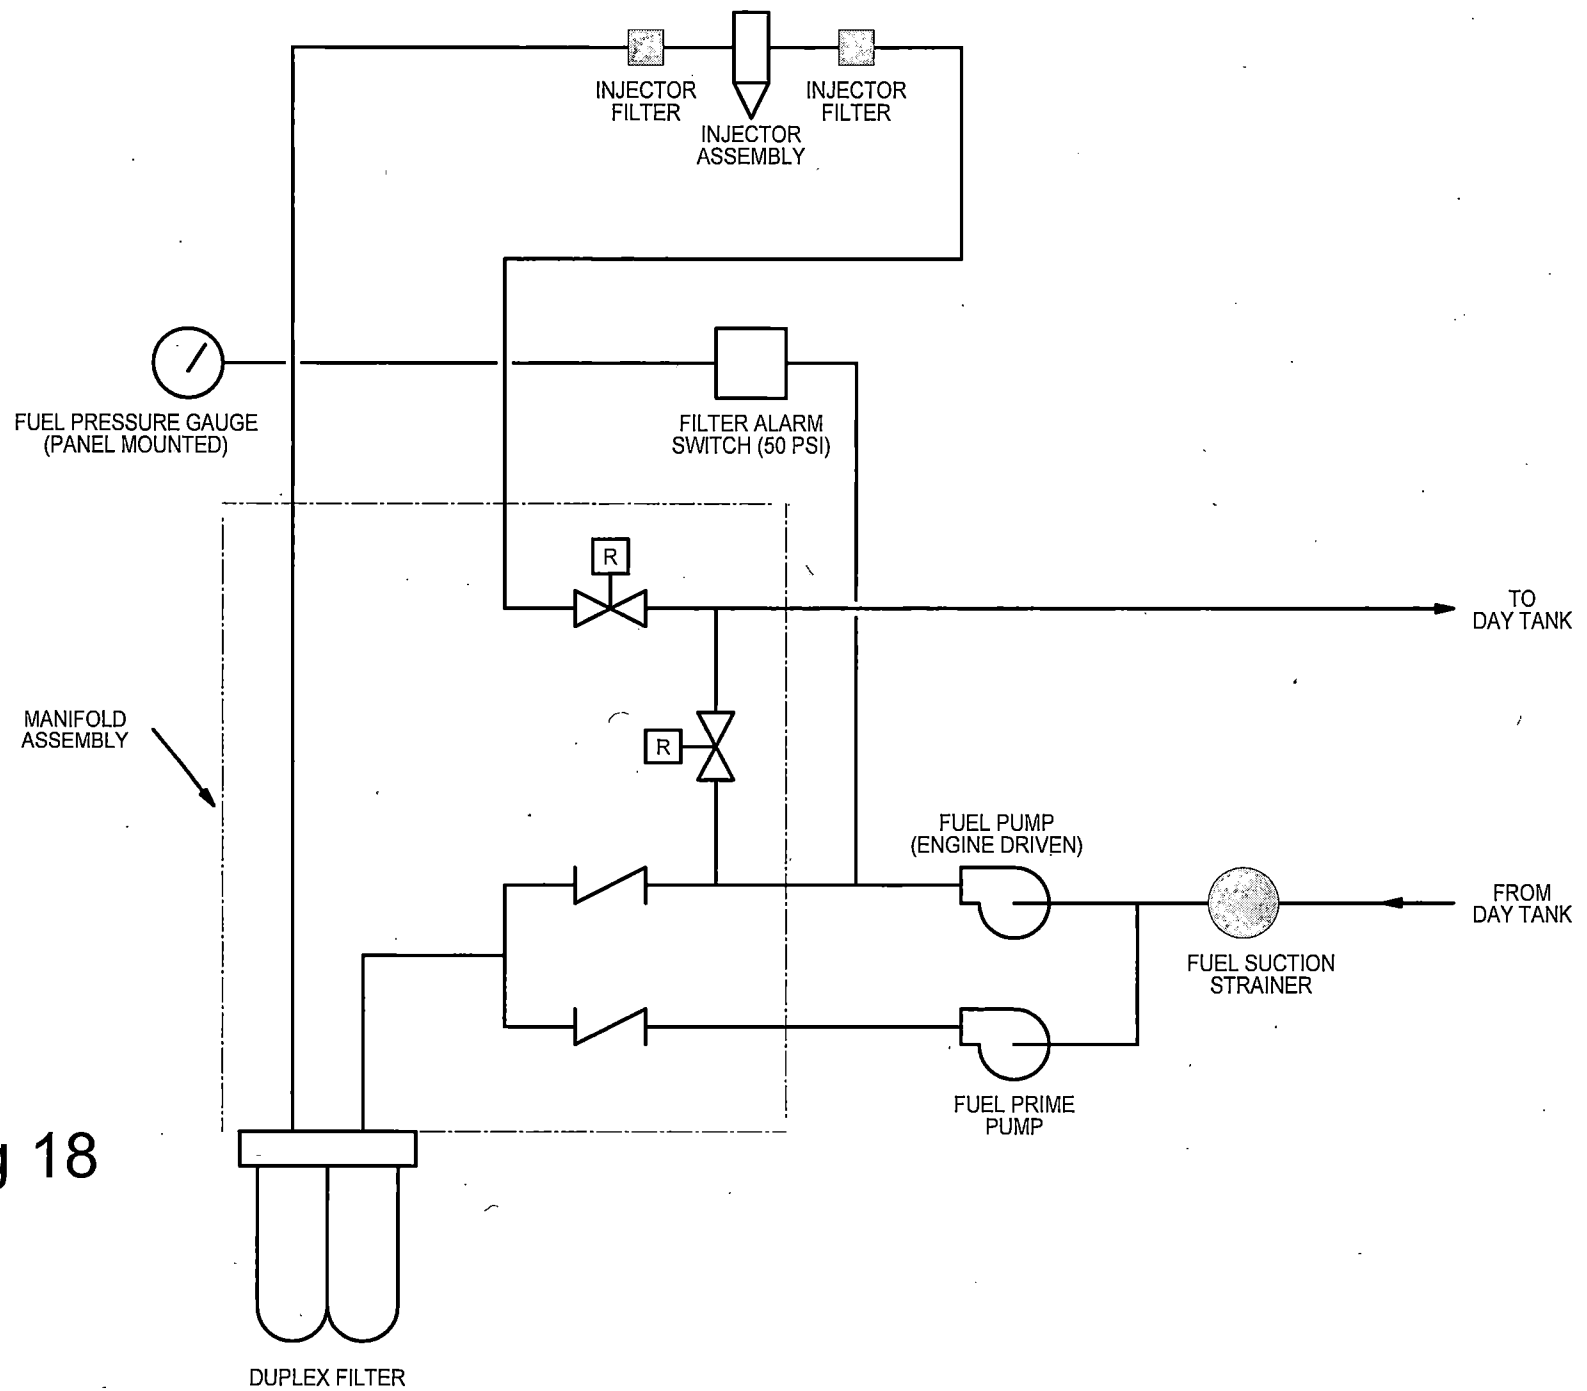 INJECTOR
FILTER
INJECTOR
ASSEMBLY
INJECTOR
FILTER
FUEL PRESSURE GAUGE
(PANEL MOUNTED)
FILTER ALARM
SWITCH (50 PSI)
R
TO
DAY TANK
MANIFOLD
ASSEMBLY
R
FUEL PUMP
(ENGINE DRIVEN)
FROM
DAY TANK
FUEL SUCTION
STRAINER
FUEL PRIME
PUMP
18
DUPLEX FILTER